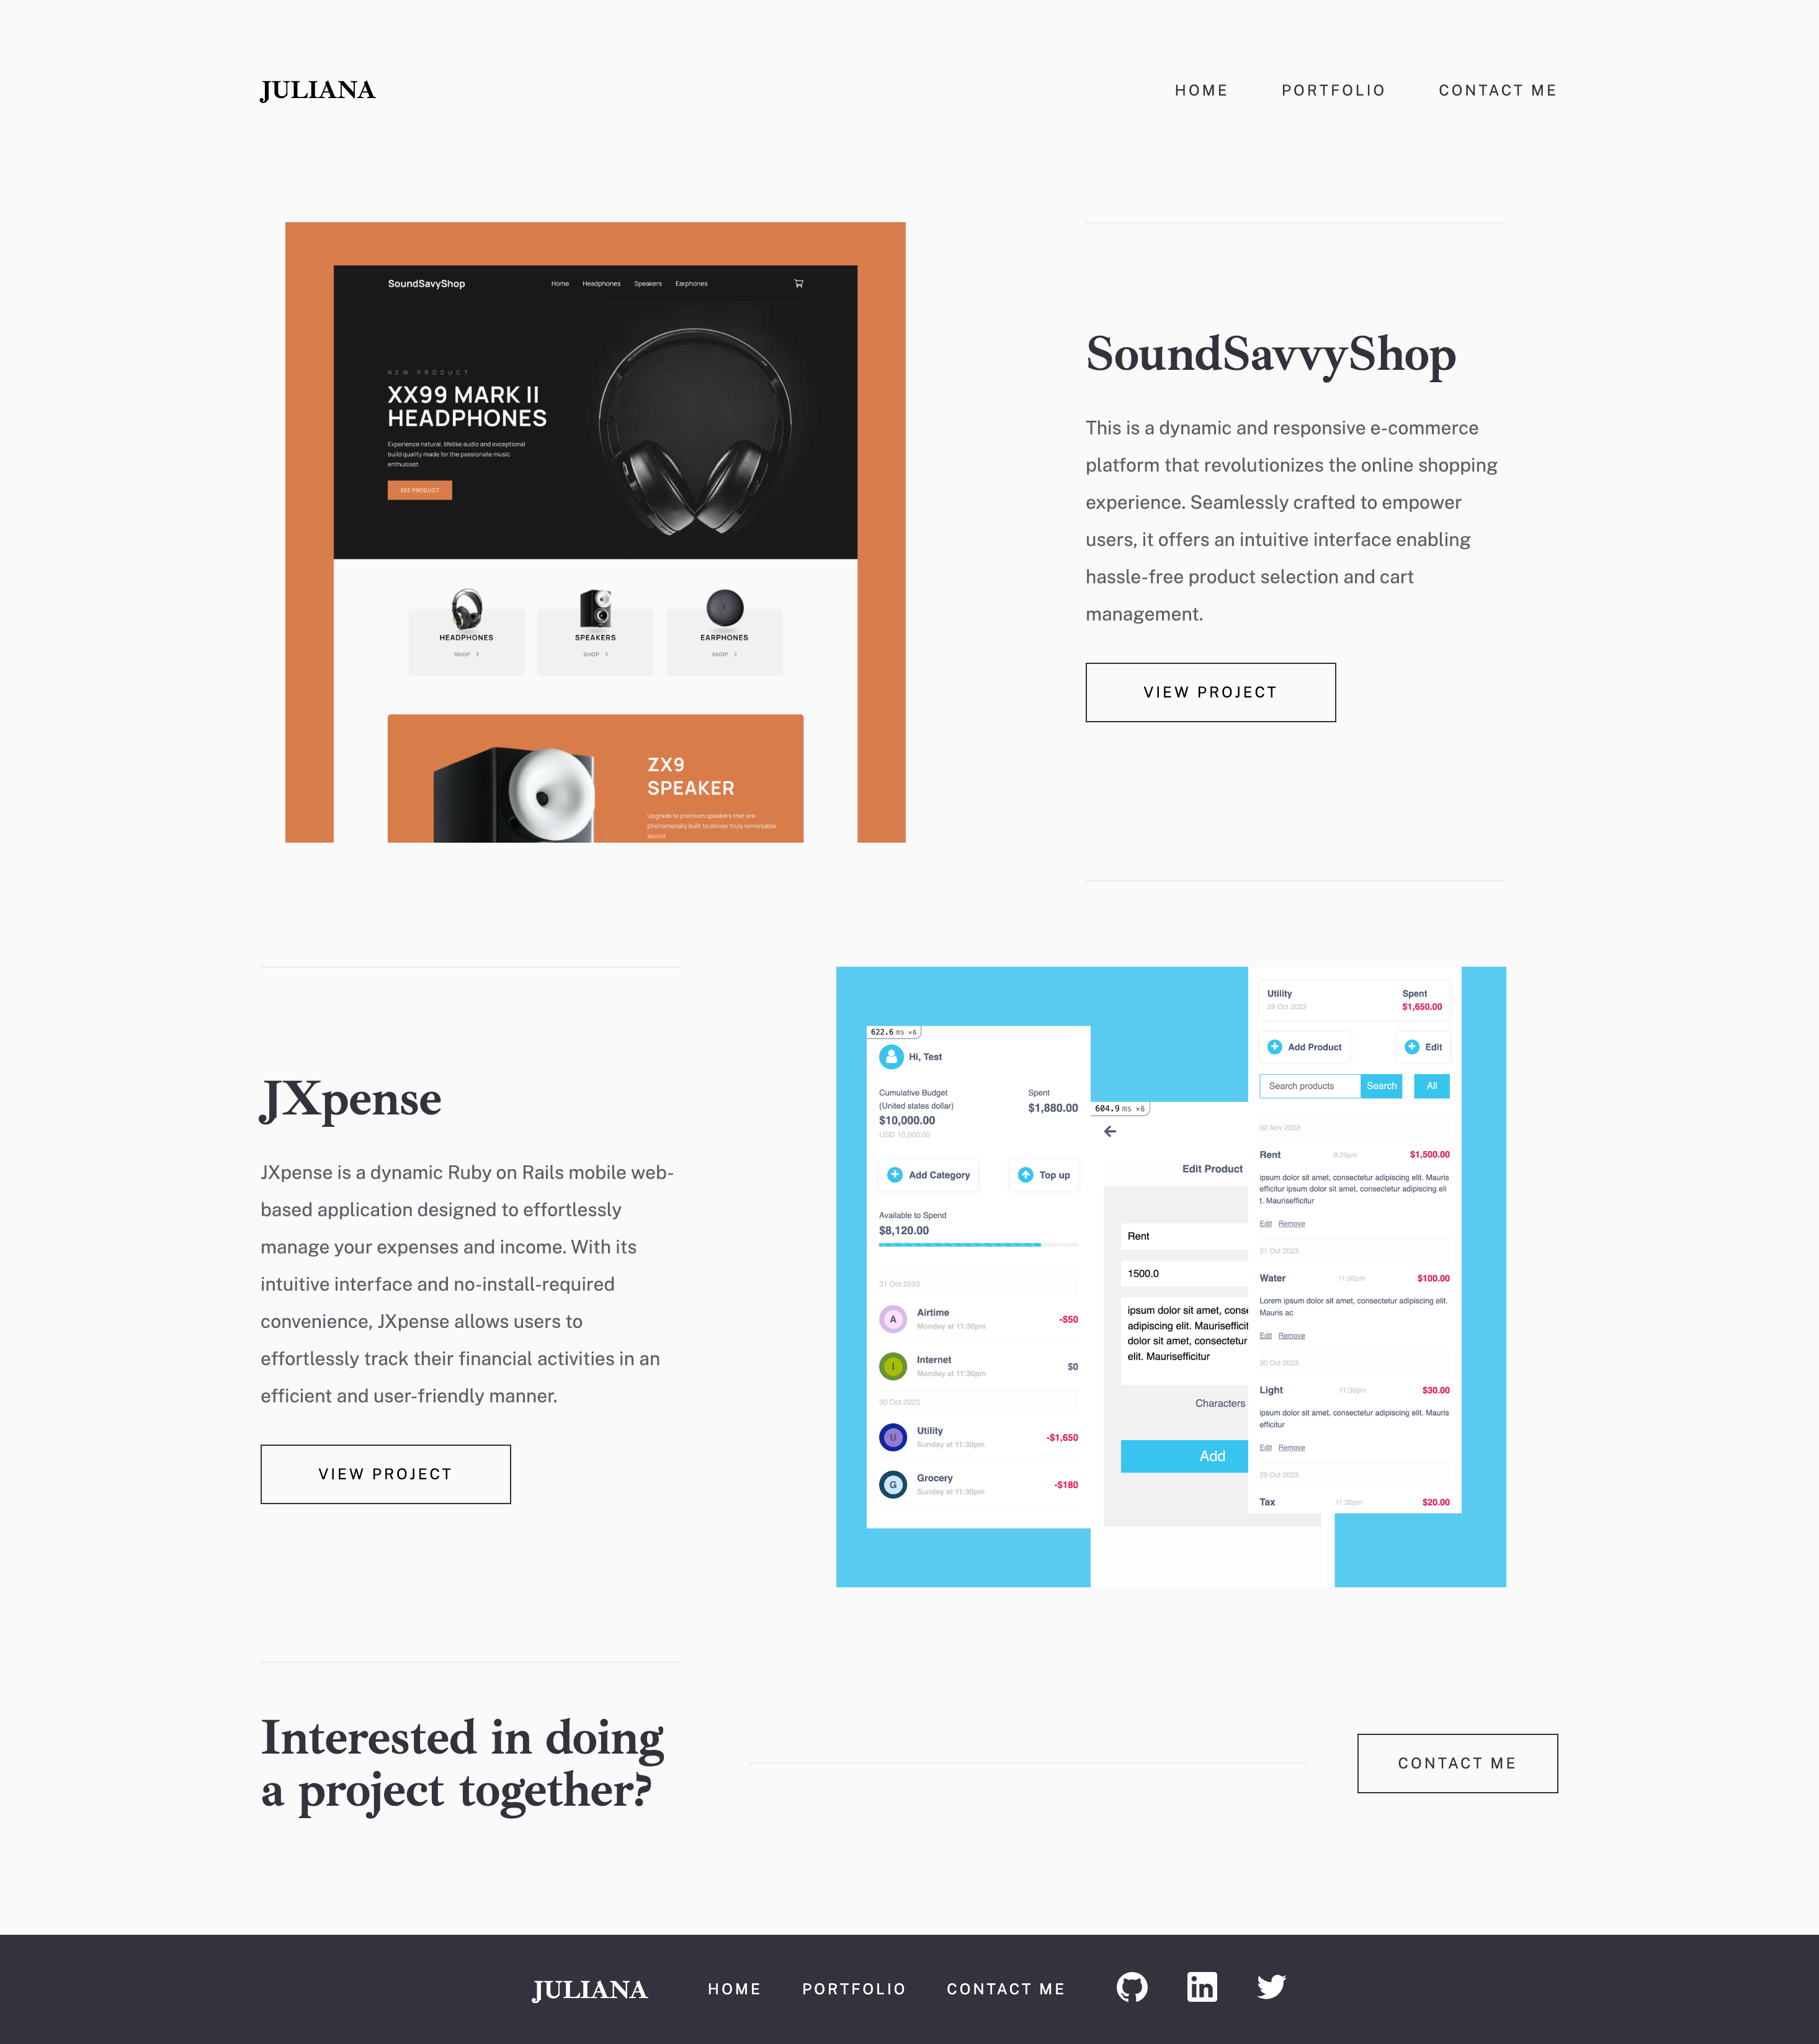 JULIANA
HOME PORTFOLIO CONTACT ME
SoundSavyShop
Home Headphones Speakers Earphones
NEW PRODUCT
XX99 MARK II
HEADPHONES
Experience natural, lifelike audio and exceptional
build quality made for the passionate music
enthusiast.
SEE PRODUCT
HEADPHONES
SHOP
SPEAKERS
SHOP
EARPHONES
SHOP
ZX9
SPEAKER
Upgrade to premium speakers that are
phenomenally built to deliver truly remarkable
sound
SoundSavvyShop
This is a dynamic and responsive e-commerce
platform that revolutionizes the online shopping
experience. Seamlessly crafted to empower
users, it offers an intuitive interface enabling
hassle-free product selection and cart
management.
VIEW PROJECT
JXpense
JXpense is a dynamic Ruby on Rails mobile web-
based application designed to effortlessly
manage your expenses and income. With its
intuitive interface and no-install-required
convenience, JXpense allows users to
effortlessly track their financial activities in an
efficient and user-friendly manner.
VIEW PROJECT
622.6 ms ×6
Hi, Test
Cumulative Budget Spent
(United states dollar) $1,880.00
$10,000.00
USD 10,000.00
Add Category Top up
Available to Spend
$8,120.00
31 Oct 2023
A Airtime -$50
Monday at 11:30pm
I Internet $0
Monday at 11:30pm
30 Oct 2023
U Utility -$1,650
Sunday at 11:30pm
G Grocery -$180
Sunday at 11:30pm
604.9 ms ×6
Edit Product
Rent
1500.0
ipsum dolor sit amet, conse
adipiscing elit. Maurisefficit
dolor sit amet, consectetur
elit. Maurisefficitur
Characters
Add
Utility Spent
29 Oct 2023 $1,650.00
Add Product Edit
Search products Search All
02 Nov 2023
Rent 8:29pm $1,500.00
ipsum dolor sit amet, consectetur adipiscing elit. Mauris
efficitur ipsum dolor sit amet, consectetur adipiscing eli
t. Maurisefficitur
Edit Remove
31 Oct 2023
Water 11:30pm $100.00
Lorem ipsum dolor sit amet, consectetur adipiscing elit.
Mauris ac
Edit Remove
30 Oct 2023
Light 11:30pm $30.00
ipsum dolor sit amet, consectetur adipiscing elit. Mauris
efficitur
Edit Remove
29 Oct 2023
Tax 11:30pm $20.00
Interested in doing
a project together?
CONTACT ME
JULIANA HOME PORTFOLIO CONTACT ME